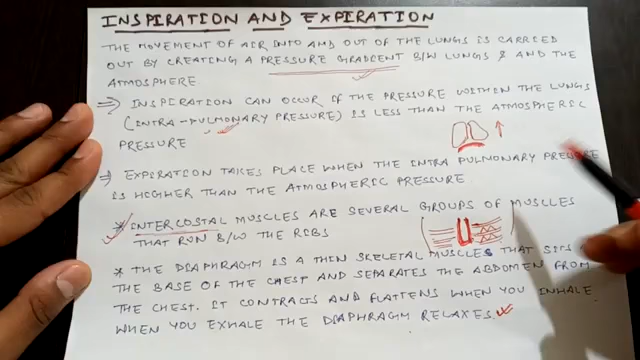 INSPIRATION AND EXPIRATION
THE MOVEMENT OF AIR INTO AND OUT OF THE LUNGS IS CARRIED
OUT BY CREATING A PRESSURE GRADIENT B/W LUNGS & AND THE
ATMOSPHERE
⇒ INSPIRATION CAN OCCUR IF THE PRESSURE WITHIN THE LUNGS
(INTRA-PULMONARY PRESSURE) IS LESS THAN THE ATMOSPHERIC
PRESSURE
⇒ EXPIRATION TAKES PLACE WHEN THE INTRA PULMONARY PRESSURE
IS HIGHER THAN THE ATMOSPHERIC PRESSURE.
* INTERCOSTAL MUSCLES ARE SEVERAL GROUPS OF MUSCLES
THAT RUN B/W THE RIBS
* THE DIAPHRAGM IS A THIN SKELETAL MUSCLES THAT SITS
THE BASE OF THE CHEST AND SEPARATES THE ABDOMEN FROM
THE CHEST. IT CONTRACTS AND FLATTENS WHEN YOU INHALE.
WHEN YOU EXHALE THE DIAPHRAGM RELAXES.